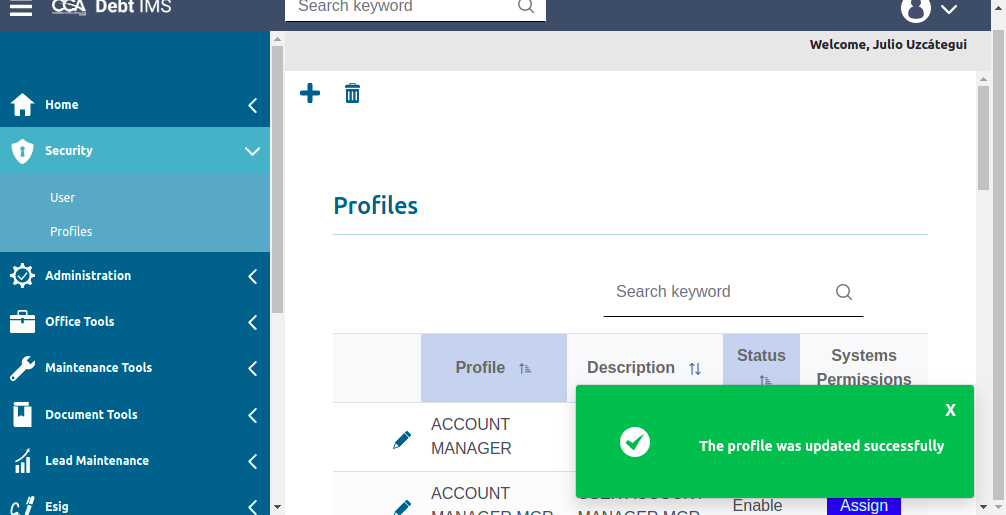 CCA Debt IMS
Search keyword
Welcome, Julio Uzcátegui
Home
Security
User
Profiles
Administration
Office Tools
Maintenance Tools
Document Tools
Lead Maintenance
Esig
Profiles
Search keyword
Profile
Description
Status
Systems
Permissions
ACCOUNT
MANAGER
X
The profile was updated successfully
ACCOUNT
MANAGER MGR
MANAGER MGR
Enable
Assign